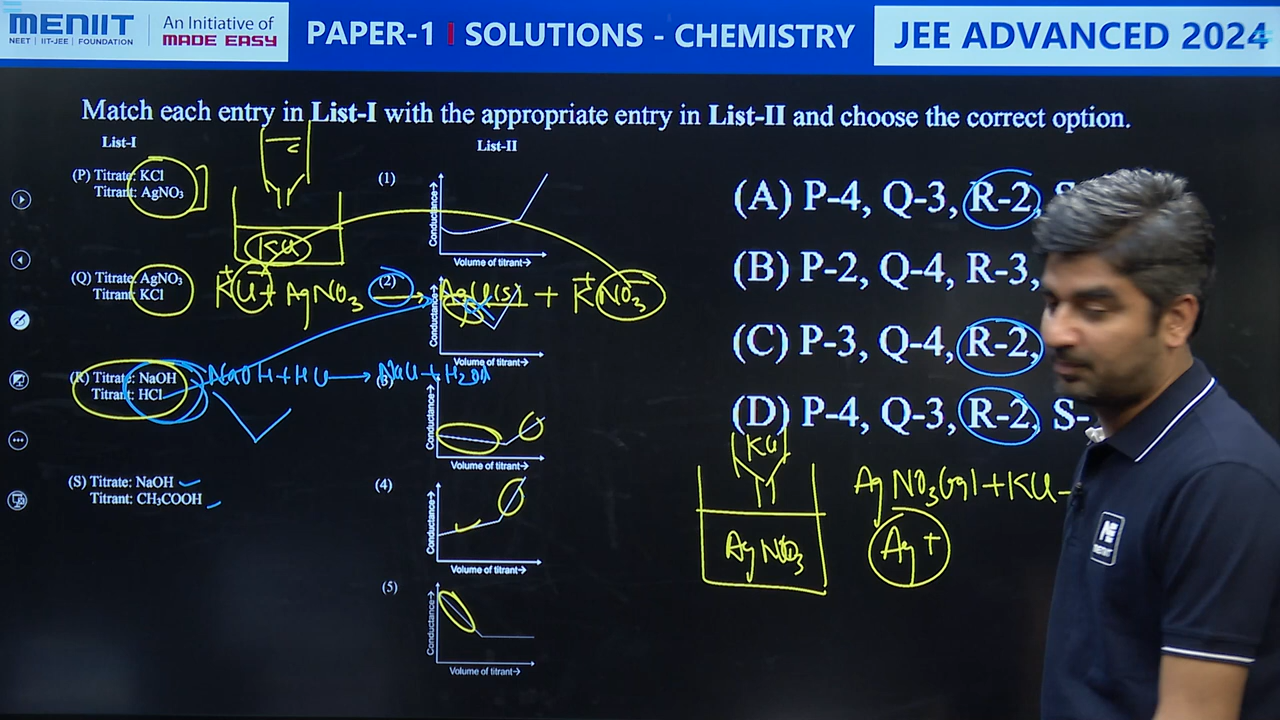 MENIIT
NEET | IIT-JEE | FOUNDATION
An Initiative of
MADE EASY
PAPER-1 | SOLUTIONS - CHEMISTRY
JEE ADVANCED 2024
Match each entry in List-I with the appropriate entry in List-II and choose the correct option.
List-I
List-II
(P) Titrate: KCl
Titrant: AgNO₃
(1)
Conductance→
Volume of titrant→
(Q) Titrate: AgNO₃
Titrant: KCl
KCl + AgNO₃ → AgCl(s) + K⁺NO₃⁻
(2)
Conductance→
Volume of titrant→
(R) Titrate: NaOH
Titrant: HCl
NaOH + HCl → NaCl + H₂O
(3)
Conductance→
Volume of titrant→
(S) Titrate: NaOH
Titrant: CH₃COOH
(4)
Conductance→
Volume of titrant→
(5)
Conductance→
Volume of titrant→
KCl
(A) P-4, Q-3, R-2,
(B) P-2, Q-4, R-3,
(C) P-3, Q-4, R-2,
(D) P-4, Q-3, R-2, S-
KCl
AgNO₃
AgNO₃(aq) + KCl
Ag⁺
MENIIT